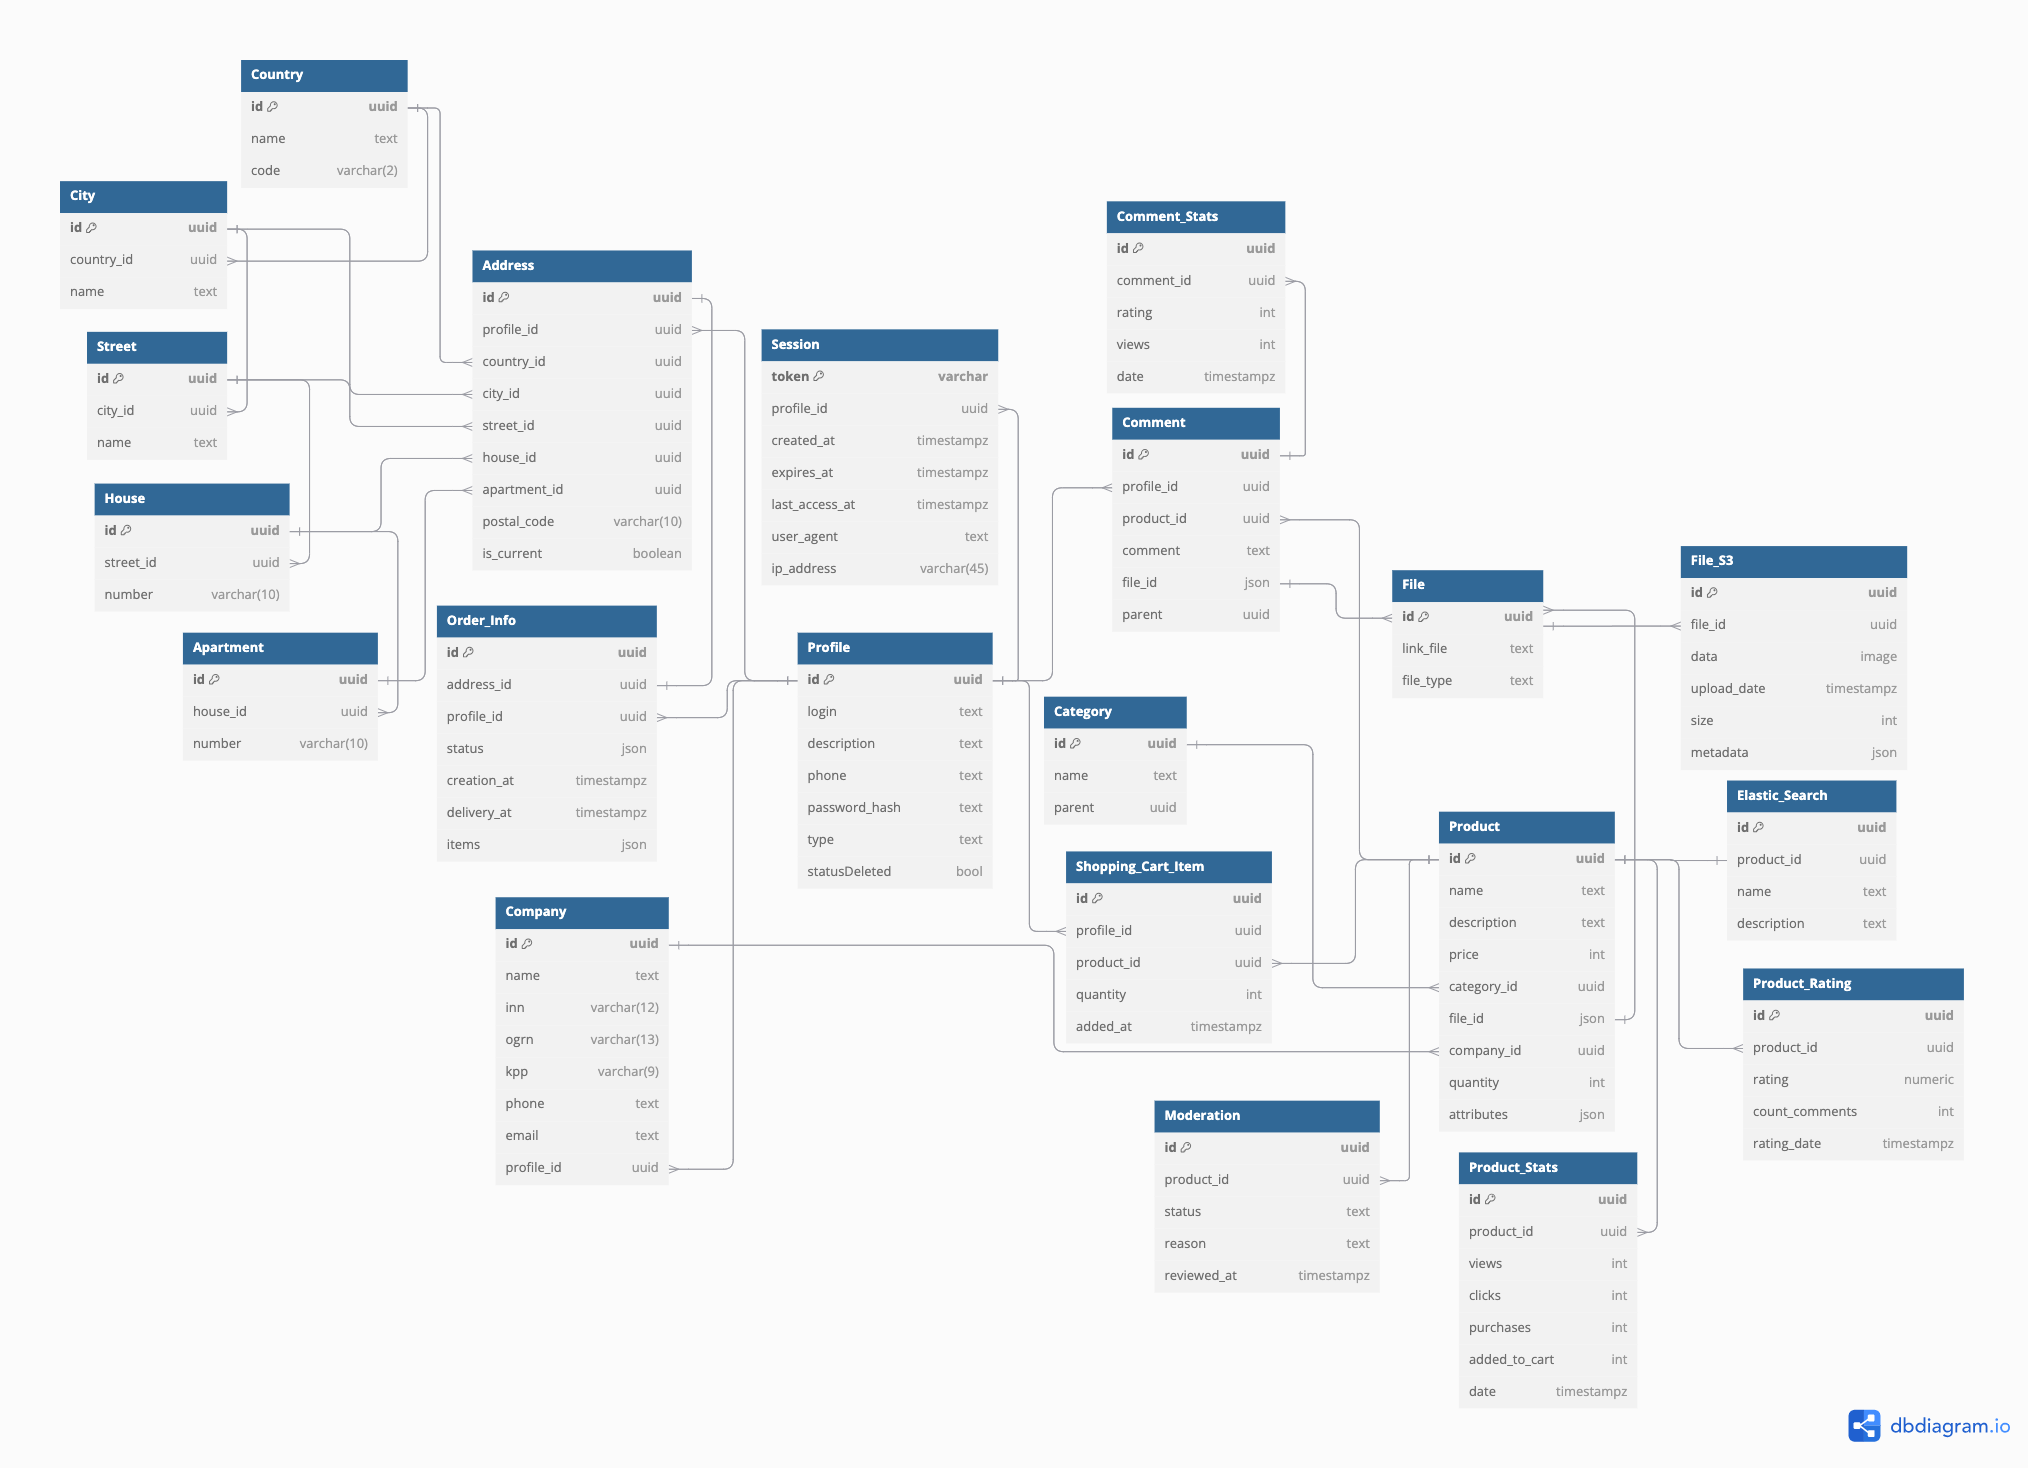 Country
id uuid
name text
code varchar(2)
City
id uuid
country_id uuid
name text
Street
id uuid
city_id uuid
name text
House
id uuid
street_id uuid
number varchar(10)
Apartment
id uuid
house_id uuid
number varchar(10)
Address
id uuid
profile_id uuid
country_id uuid
city_id uuid
street_id uuid
house_id uuid
apartment_id uuid
postal_code varchar(10)
is_current boolean
Order_Info
id uuid
address_id uuid
profile_id uuid
status json
creation_at timestampz
delivery_at timestampz
items json
Company
id uuid
name text
inn varchar(12)
ogrn varchar(13)
kpp varchar(9)
phone text
email text
profile_id uuid
Session
token varchar
profile_id uuid
created_at timestampz
expires_at timestampz
last_access_at timestampz
user_agent text
ip_address varchar(45)
Profile
id uuid
login text
description text
phone text
password_hash text
type text
statusDeleted bool
Comment_Stats
id uuid
comment_id uuid
rating int
views int
date timestampz
Comment
id uuid
profile_id uuid
product_id uuid
comment text
file_id json
parent uuid
Category
id uuid
name text
parent uuid
Shopping_Cart_Item
id uuid
profile_id uuid
product_id uuid
quantity int
added_at timestampz
Moderation
id uuid
product_id uuid
status text
reason text
reviewed_at timestampz
File
id uuid
link_file text
file_type text
Product
id uuid
name text
description text
price int
category_id uuid
file_id json
company_id uuid
quantity int
attributes json
Product_Stats
id uuid
product_id uuid
views int
clicks int
purchases int
added_to_cart int
date timestampz
File_S3
id uuid
file_id uuid
data image
upload_date timestampz
size int
metadata json
Elastic_Search
id uuid
product_id uuid
name text
description text
Product_Rating
id uuid
product_id uuid
rating numeric
count_comments int
rating_date timestampz
dbdiagram.io